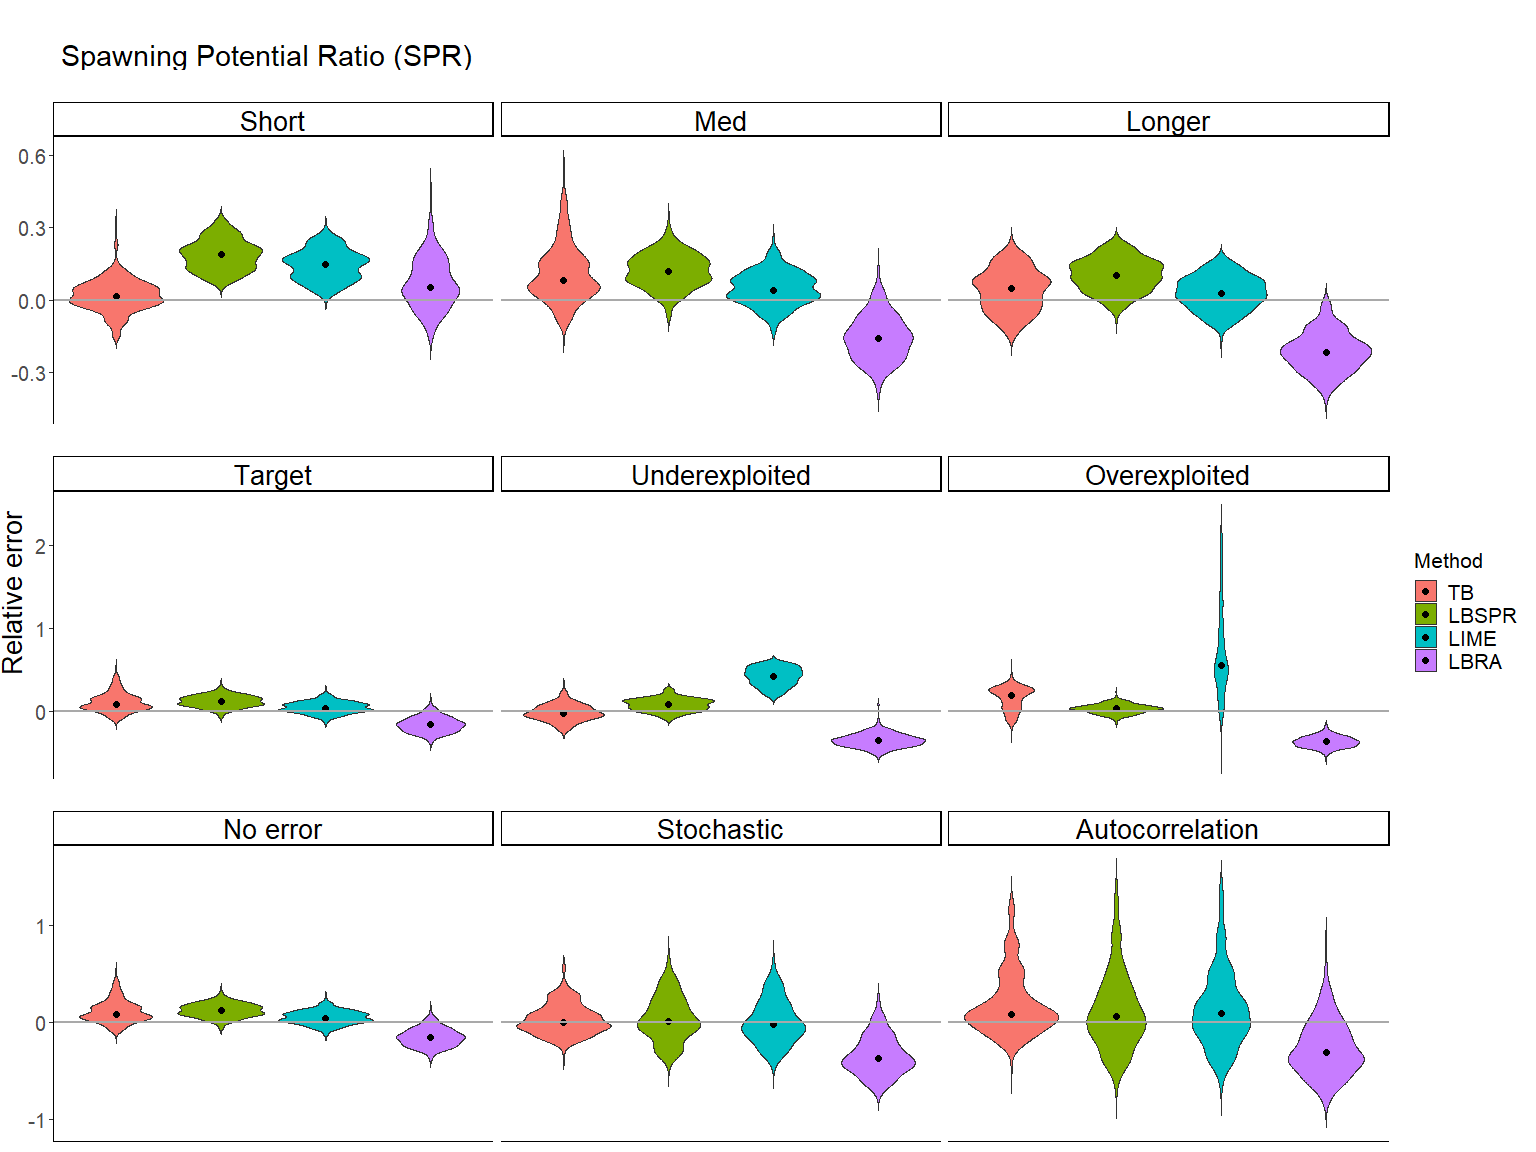 Spawning Potential Ratio (SPR)
Short Med Longer
0.6
0.3
0.0
-0.3
Target Underexploited Overexploited
Relative error
2
1
0
Method
TB
LBSPR
LIME
LBRA
No error Stochastic Autocorrelation
1
0
-1